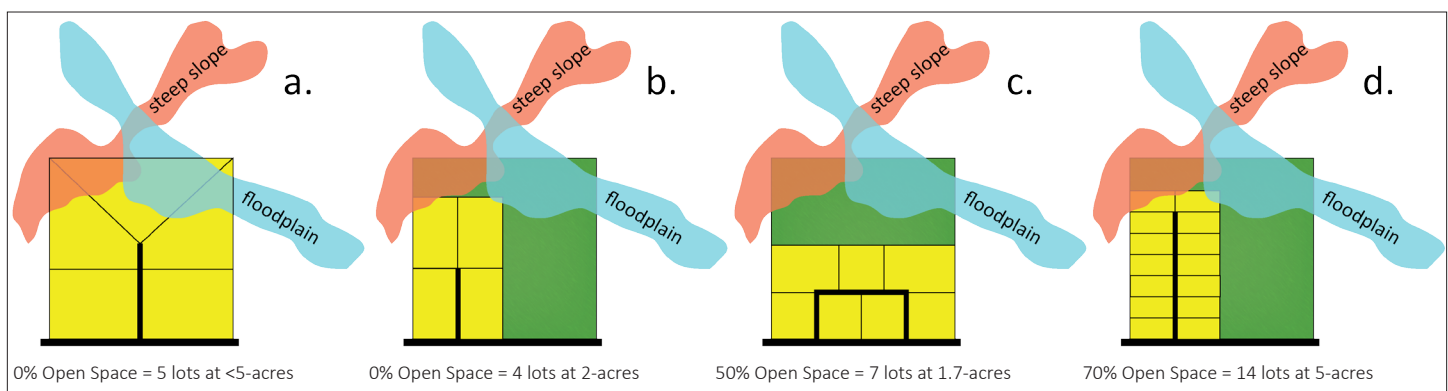 steep slope
a.
floodplain
0% Open Space = 5 lots at <5-acres
steep slope
b.
floodplain
0% Open Space = 4 lots at 2-acres
steep slope
c.
floodplain
50% Open Space = 7 lots at 1.7-acres
steep slope
d.
floodplain
70% Open Space = 14 lots at 5-acres